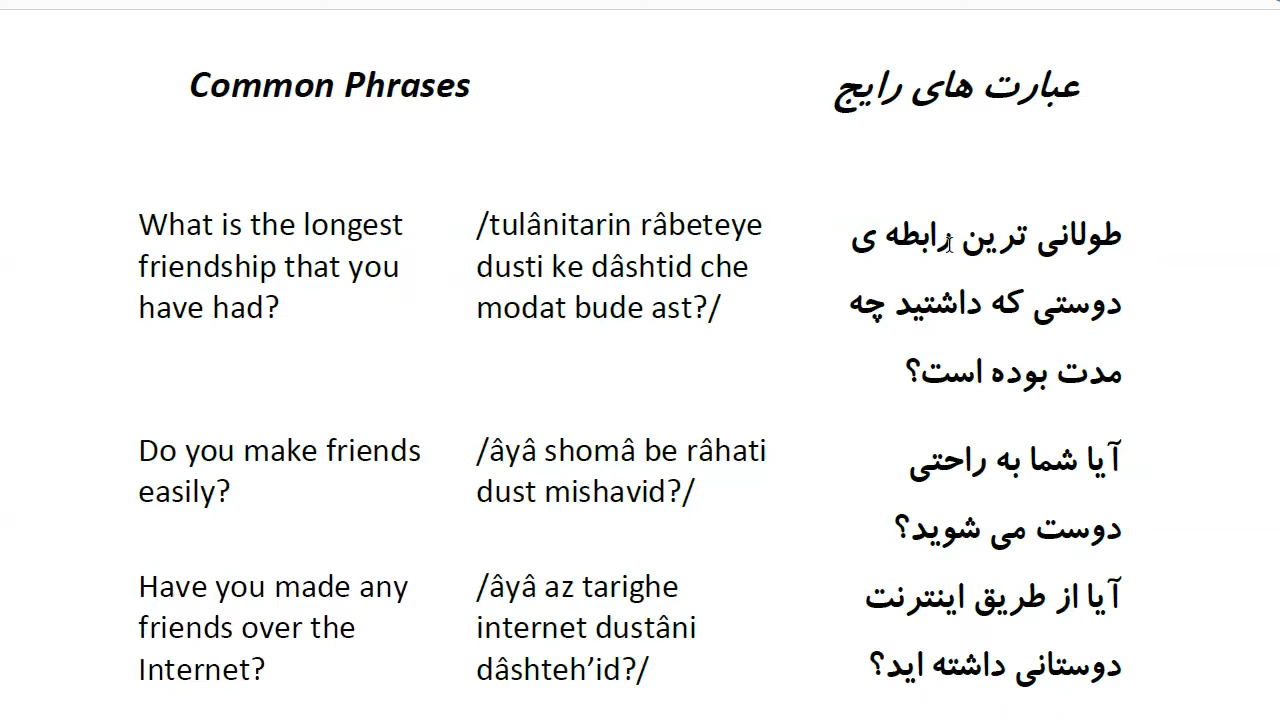 Common Phrases
عبارت های رایج
What is the longest
friendship that you
have had?
/tulânitarin râbeteye
dusti ke dâshtid che
modat bude ast?/
طولانی ترین رابطه ی
دوستی که داشتید چه
مدت بوده است؟
Do you make friends
easily?
/âyâ shomâ be râhati
dust mishavid?/
آیا شما به راحتی
دوست می شوید؟
Have you made any
friends over the
Internet?
/âyâ az tarighe
internet dustâni
dâshteh’id?/
آیا از طریق اینترنت
دوستانی داشته اید؟